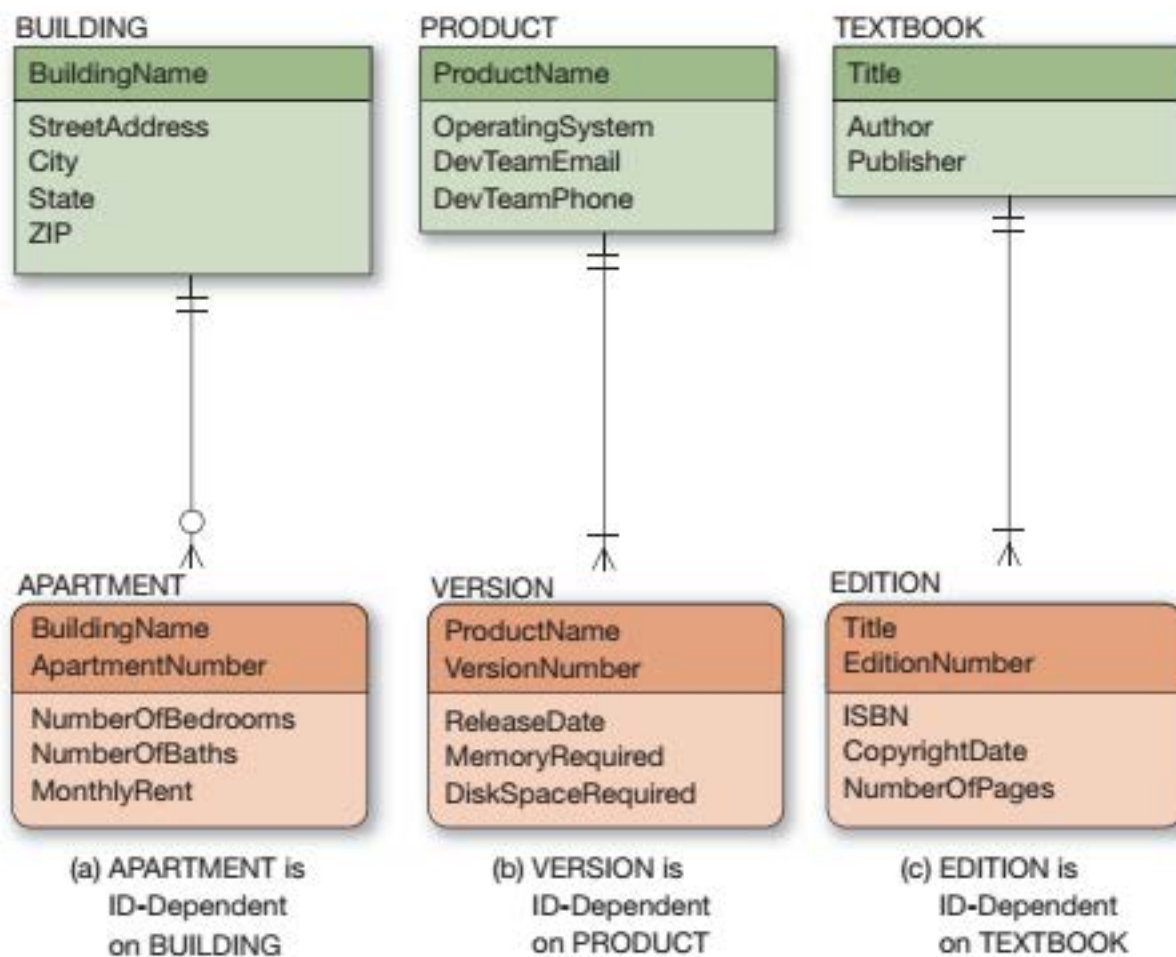 BUILDING
BuildingName
StreetAddress
City
State
ZIP
PRODUCT
ProductName
OperatingSystem
DevTeamEmail
DevTeamPhone
TEXTBOOK
Title
Author
Publisher
APARTMENT
BuildingName
ApartmentNumber
NumberOfBedrooms
NumberOfBaths
MonthlyRent
VERSION
ProductName
VersionNumber
ReleaseDate
MemoryRequired
DiskSpaceRequired
EDITION
Title
EditionNumber
ISBN
CopyrightDate
NumberOfPages
(a) APARTMENT is
ID-Dependent
on BUILDING
(b) VERSION is
ID-Dependent
on PRODUCT
(c) EDITION is
ID-Dependent
on TEXTBOOK